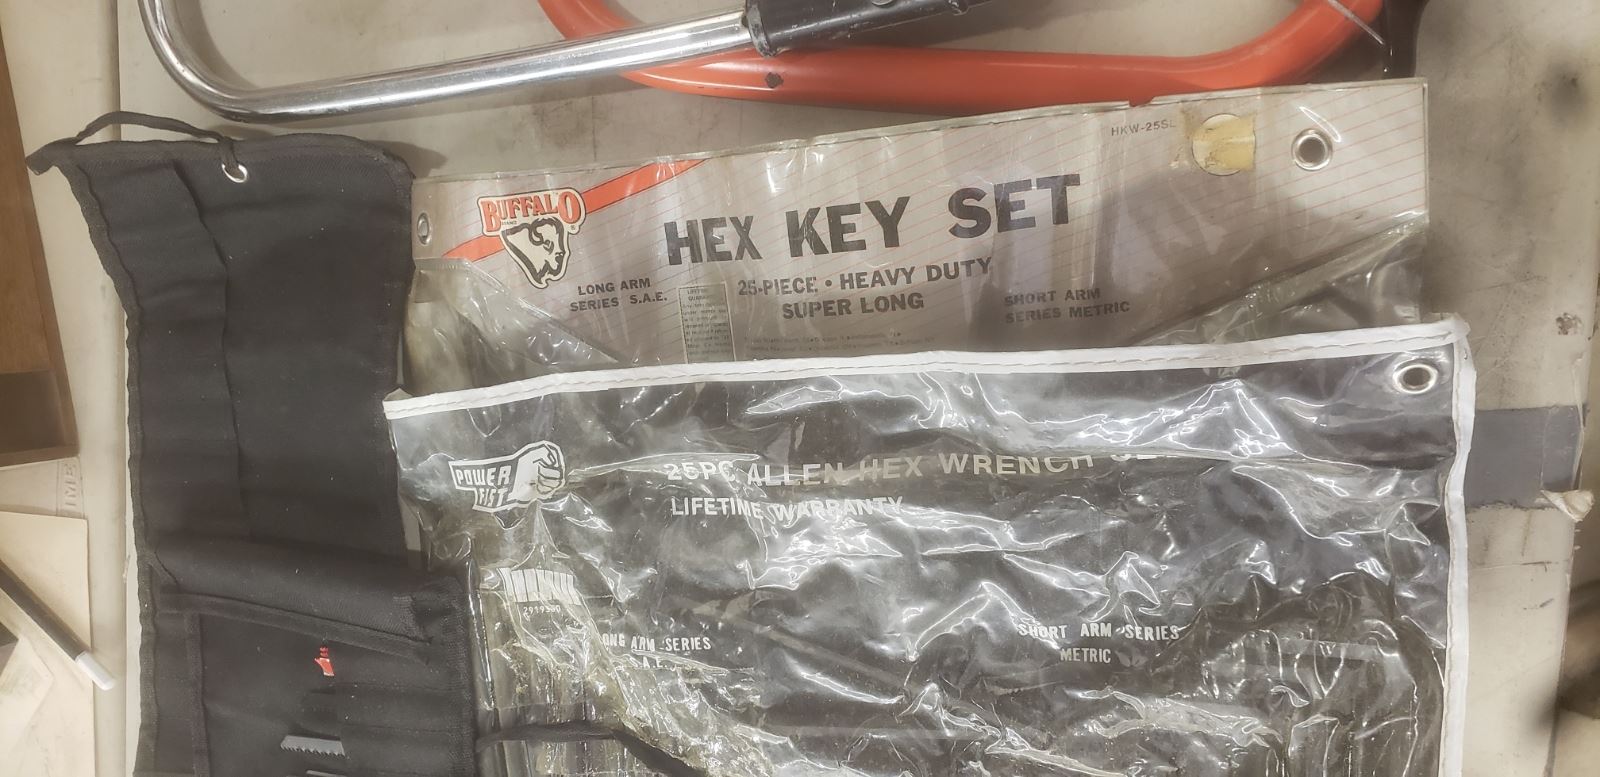 HKW-25SL
BUFFALO
HEX KEY SET
LONG ARM
SERIES S.A.E.
25-PIECE • HEAVY DUTY
SUPER LONG
SHORT ARM
SERIES METRIC
POWER
FIST
25PC ALLEN HEX WRENCH
LIFETIME WARRANTY
LONG ARM SERIES
S.A.E.
SHORT ARM SERIES
METRIC